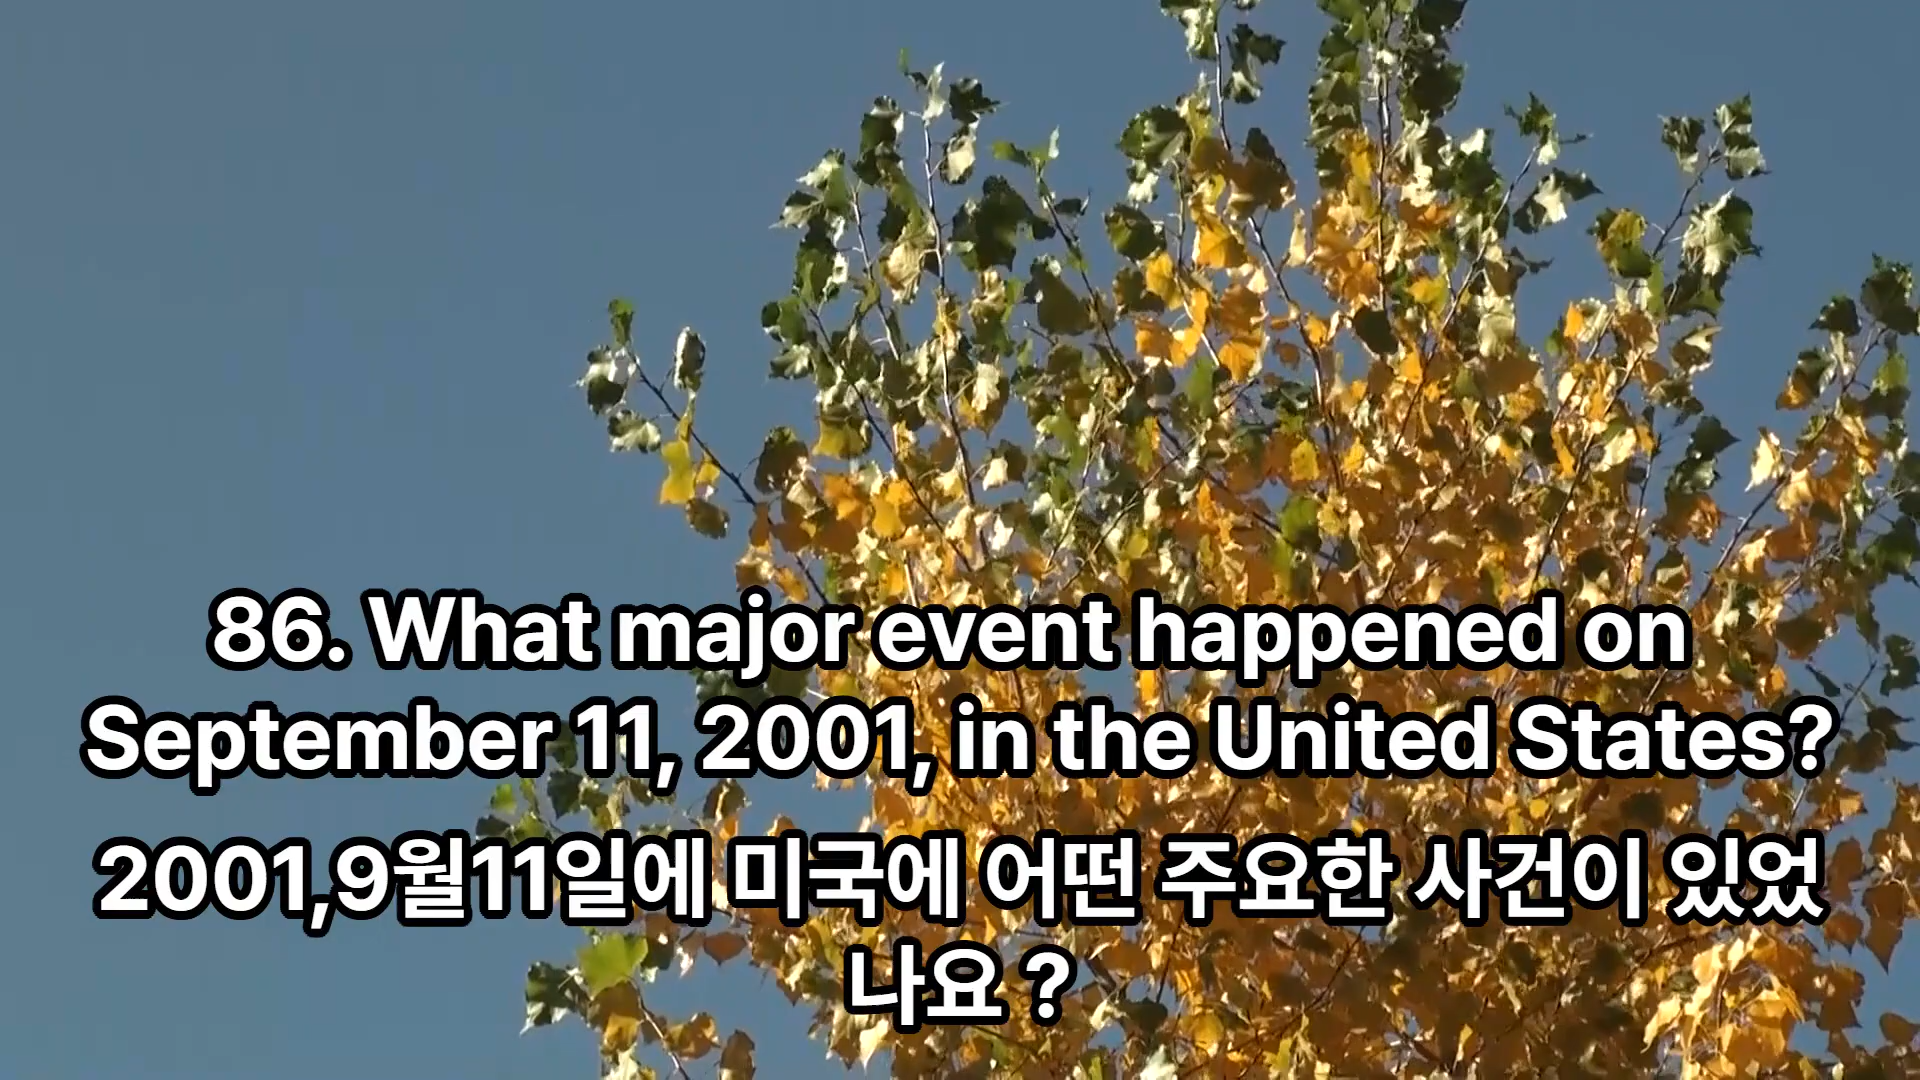 86. What major event happened on
September 11, 2001, in the United States?
2001,9월11일에 미국에 어떤 주요한 사건이 있었
나요 ?